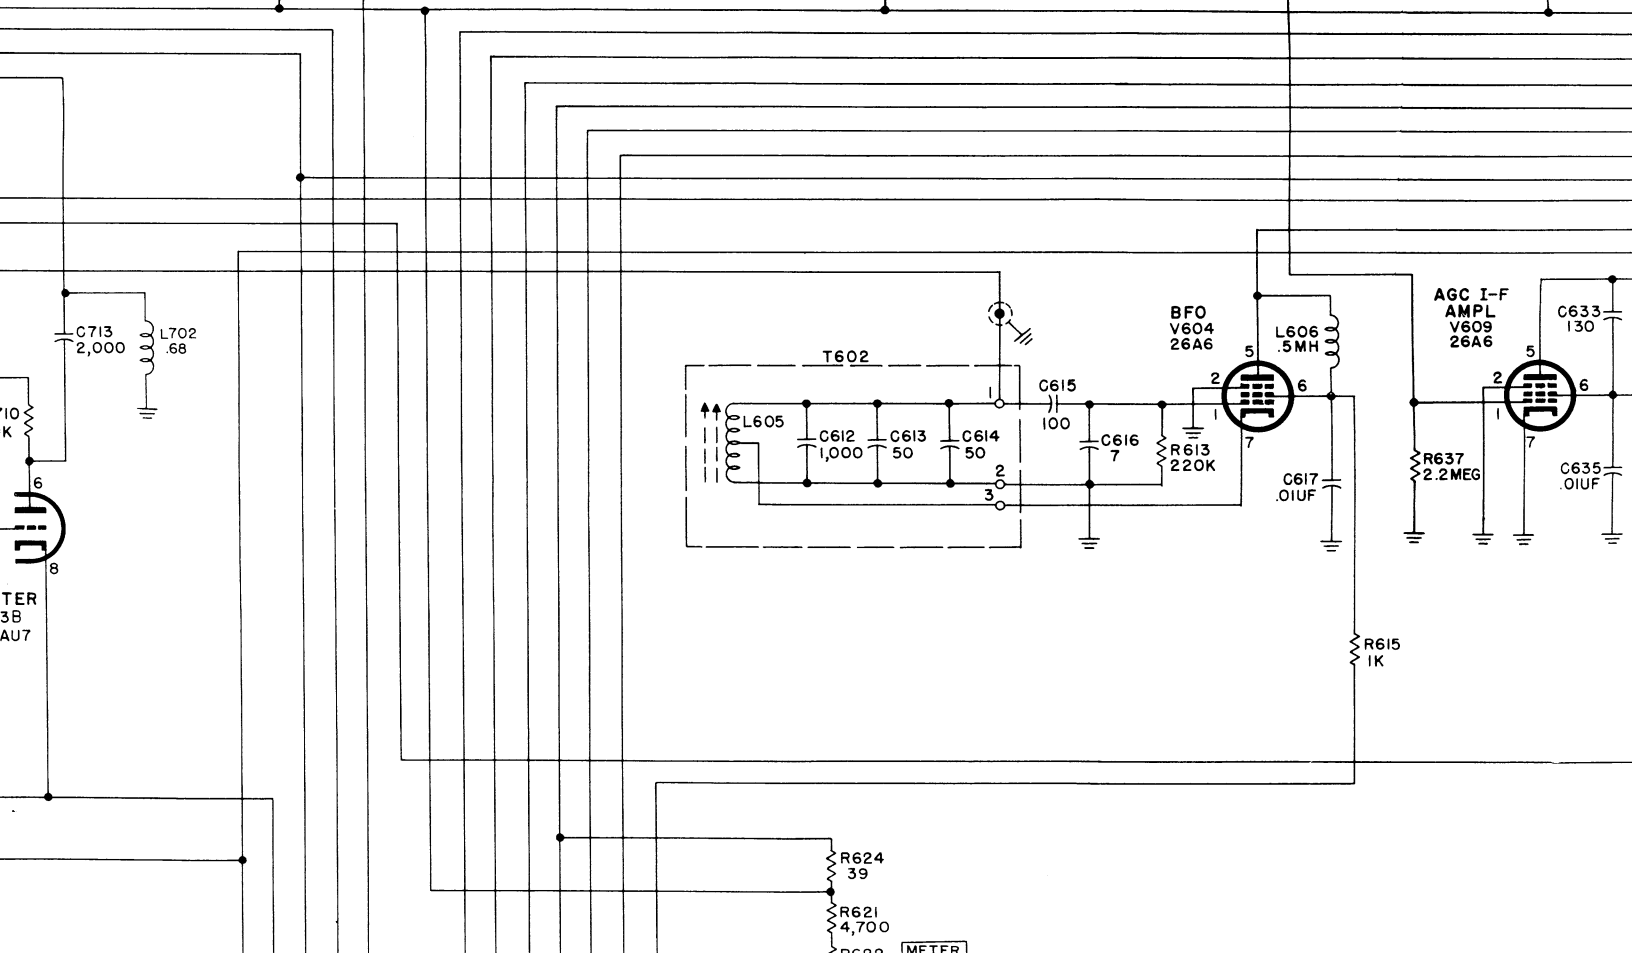 C713
2,000
L702
.68
710
K
6
8
TER
3B
AU7
T602
L605
C612
1,000
C613
50
C614
50
1
2
3
C615
100
C616
7
R613
220K
BFO
V604
26A6
L606
.5MH
5
2
1
6
7
C617
.01UF
R615
1K
AGC I-F
AMPL
V609
26A6
5
2
1
6
7
C633
130
R637
2.2MEG
C635
.01UF
R624
39
R621
4,700
METER